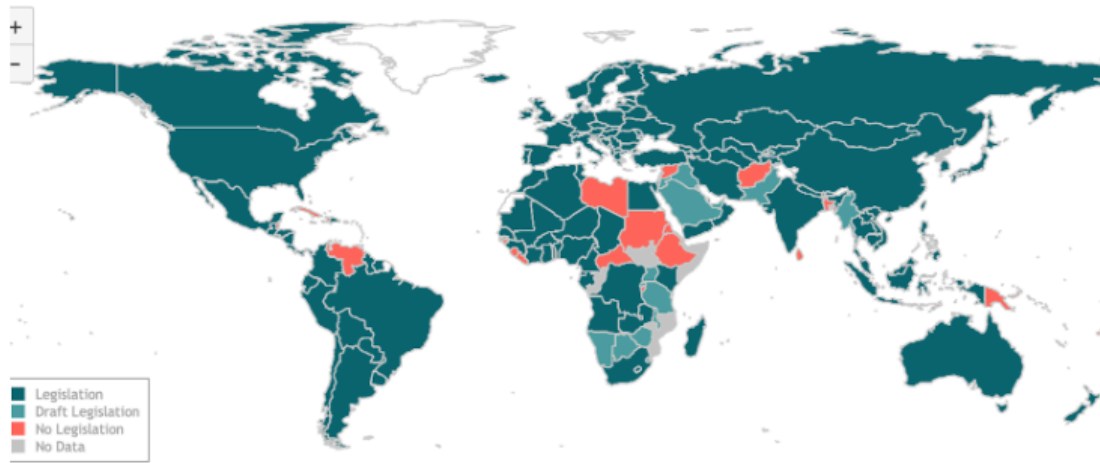 +
−
Legislation
Draft Legislation
No Legislation
No Data